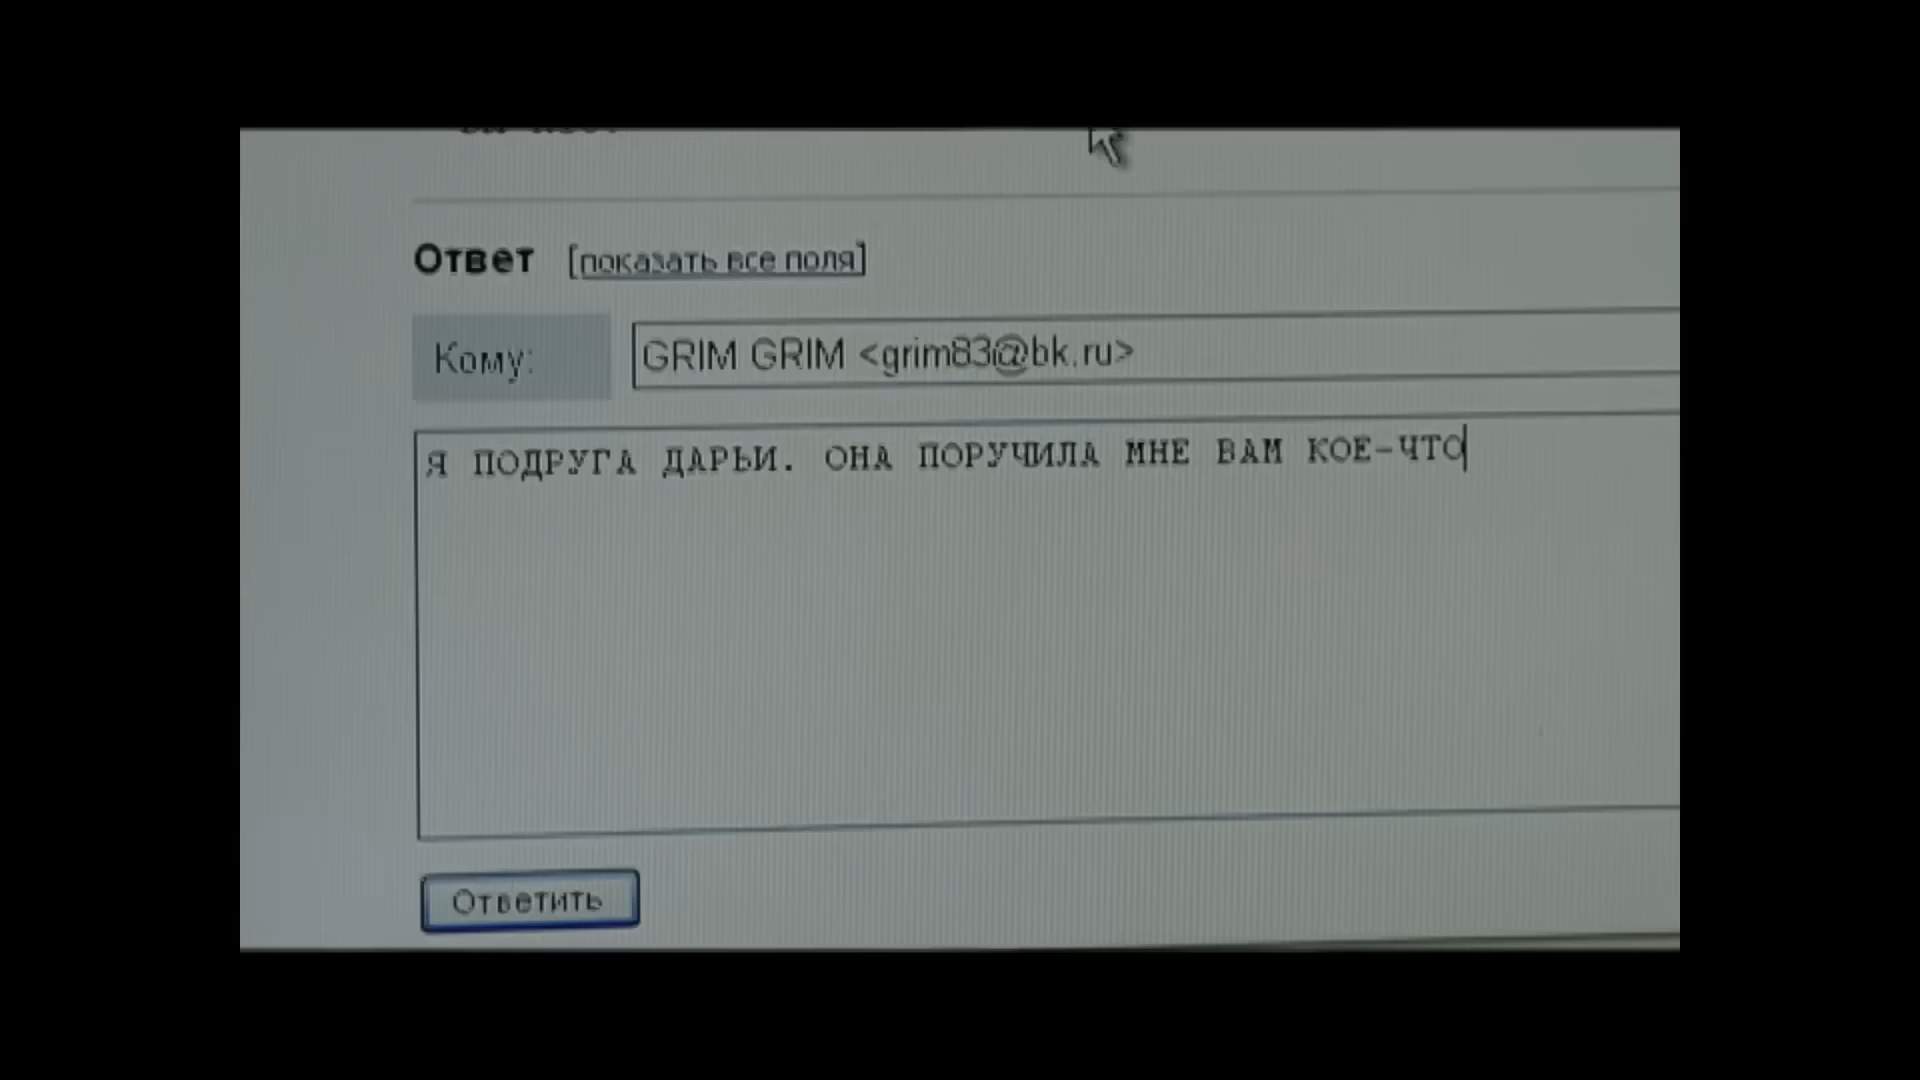 Ответ [показать все поля]
Кому: GRIM GRIM <grim83@bk.ru>
Я ПОДРУГА ДАРЬИ. ОНА ПОРУЧИЛА МНЕ ВАМ КОЕ-ЧТО
Ответить